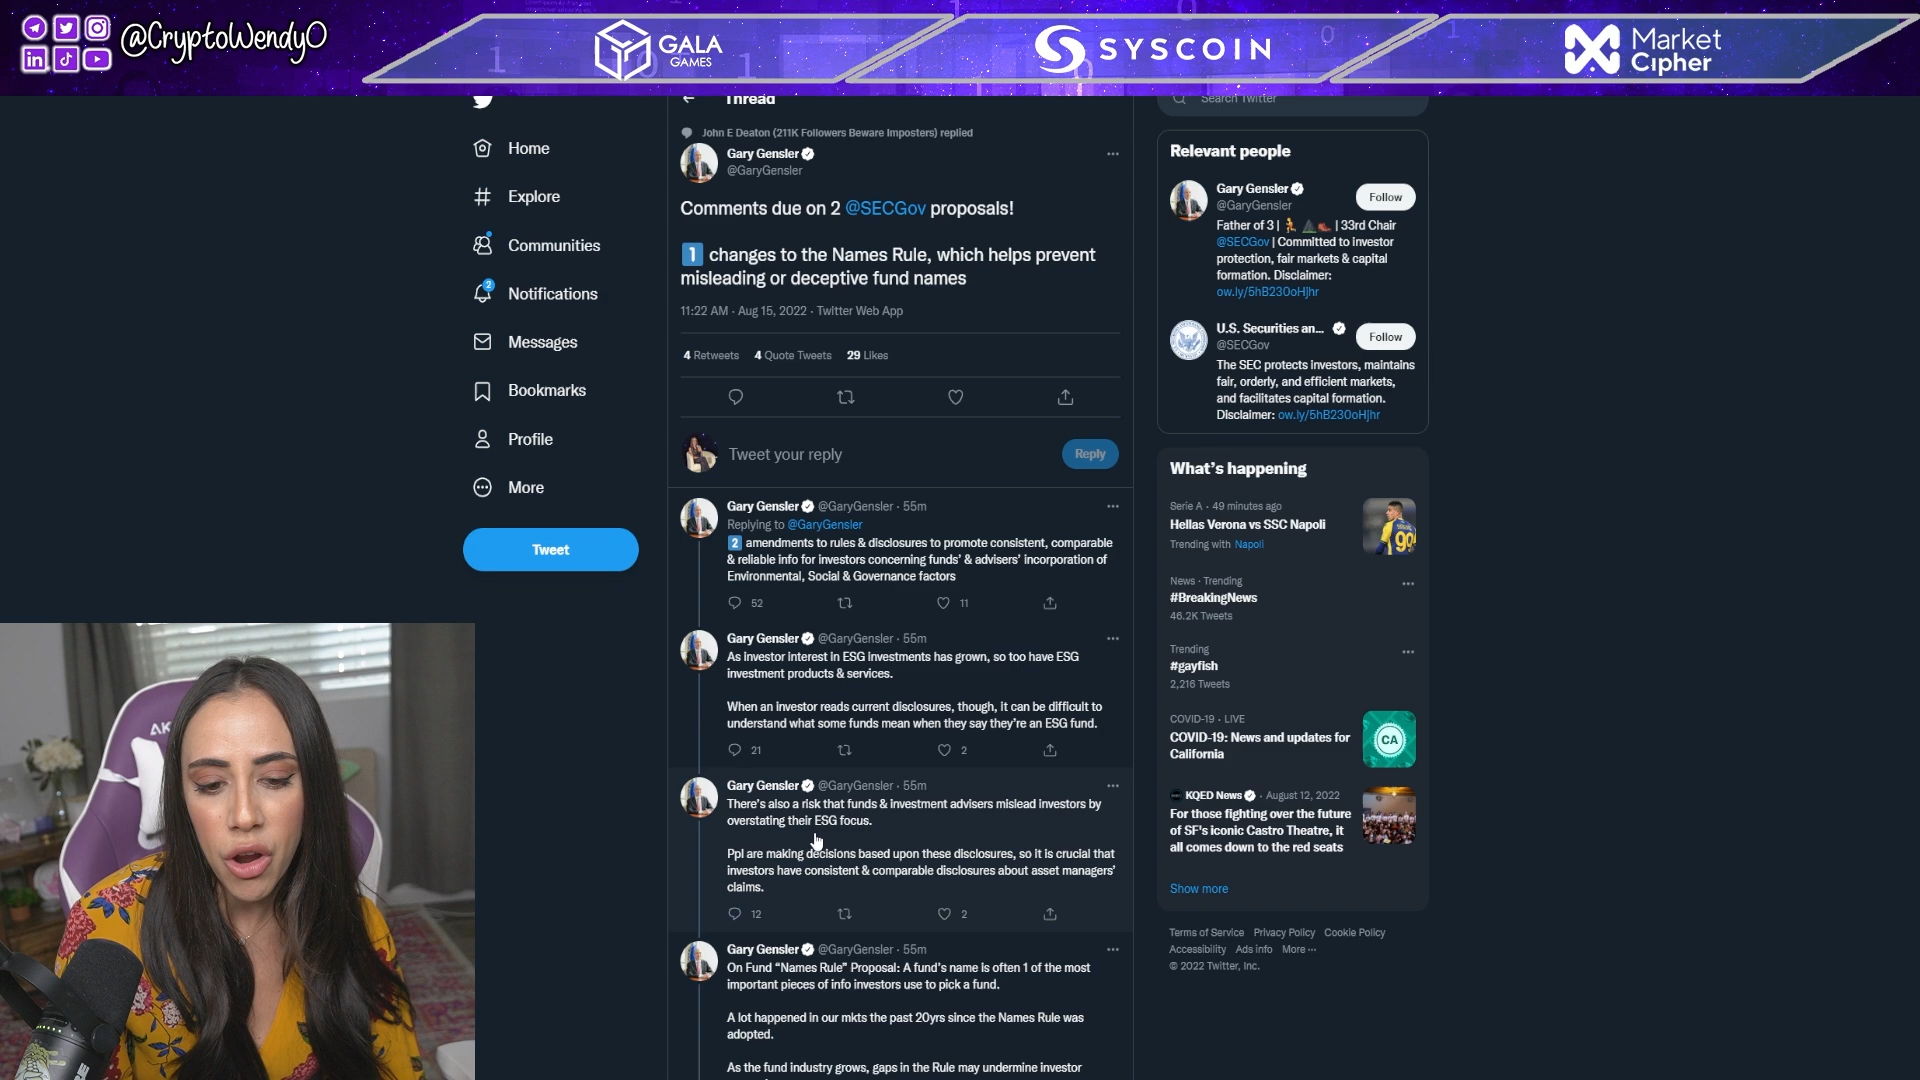 @CryptoWendyO
GALA
GAMES
SYSCOIN
Market
Cipher
Thread
Search Twitter
John E Deaton (211K Followers Beware Imposters) replied
Gary Gensler
@GaryGensler
Comments due on 2 @SECGov proposals!
1 changes to the Names Rule, which helps prevent
misleading or deceptive fund names
11:22 AM · Aug 15, 2022 · Twitter Web App
4 Retweets 4 Quote Tweets 29 Likes
Tweet your reply
Reply
Gary Gensler @GaryGensler · 55m
Replying to @GaryGensler
2 amendments to rules & disclosures to promote consistent, comparable
& reliable info for investors concerning funds' & advisers' incorporation of
Environmental, Social & Governance factors
52 11
Gary Gensler @GaryGensler · 55m
As investor interest in ESG investments has grown, so too have ESG
investment products & services.
When an investor reads current disclosures, though, it can be difficult to
understand what some funds mean when they say they're an ESG fund.
21 2
Gary Gensler @GaryGensler · 55m
There's also a risk that funds & investment advisers mislead investors by
overstating their ESG focus.
Ppl are making decisions based upon these disclosures, so it is crucial that
investors have consistent & comparable disclosures about asset managers'
claims.
12 2
Gary Gensler @GaryGensler · 55m
On Fund "Names Rule" Proposal: A fund's name is often 1 of the most
important pieces of info investors use to pick a fund.
A lot happened in our mkts the past 20yrs since the Names Rule was
adopted.
As the fund industry grows, gaps in the Rule may undermine investor
Home
Explore
Communities
2
Notifications
Messages
Bookmarks
Profile
More
Tweet
Relevant people
Gary Gensler
@GaryGensler
Follow
Father of 3 | | 33rd Chair
@SECGov | Committed to investor
protection, fair markets & capital
formation. Disclaimer:
ow.ly/5hB230oHjhr
U.S. Securities an...
@SECGov
Follow
The SEC protects investors, maintains
fair, orderly, and efficient markets,
and facilitates capital formation.
Disclaimer: ow.ly/5hB230oHjhr
What's happening
Serie A · 49 minutes ago
Hellas Verona vs SSC Napoli
Trending with Napoli
News · Trending
#BreakingNews
46.2K Tweets
Trending
#gayfish
2,216 Tweets
COVID-19 · LIVE
COVID-19: News and updates for
California
CA
KQED News · August 12, 2022
For those fighting over the future
of SF's iconic Castro Theatre, it
all comes down to the red seats
Show more
Terms of Service Privacy Policy Cookie Policy
Accessibility Ads info More ···
© 2022 Twitter, Inc.